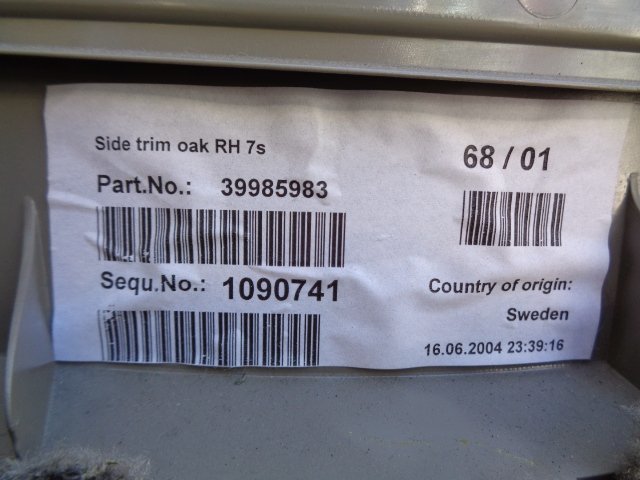 Side trim oak RH 7s
68 / 01
Part.No.: 39985983
Sequ.No.: 1090741
Country of origin:
Sweden
16.06.2004 23:39:16